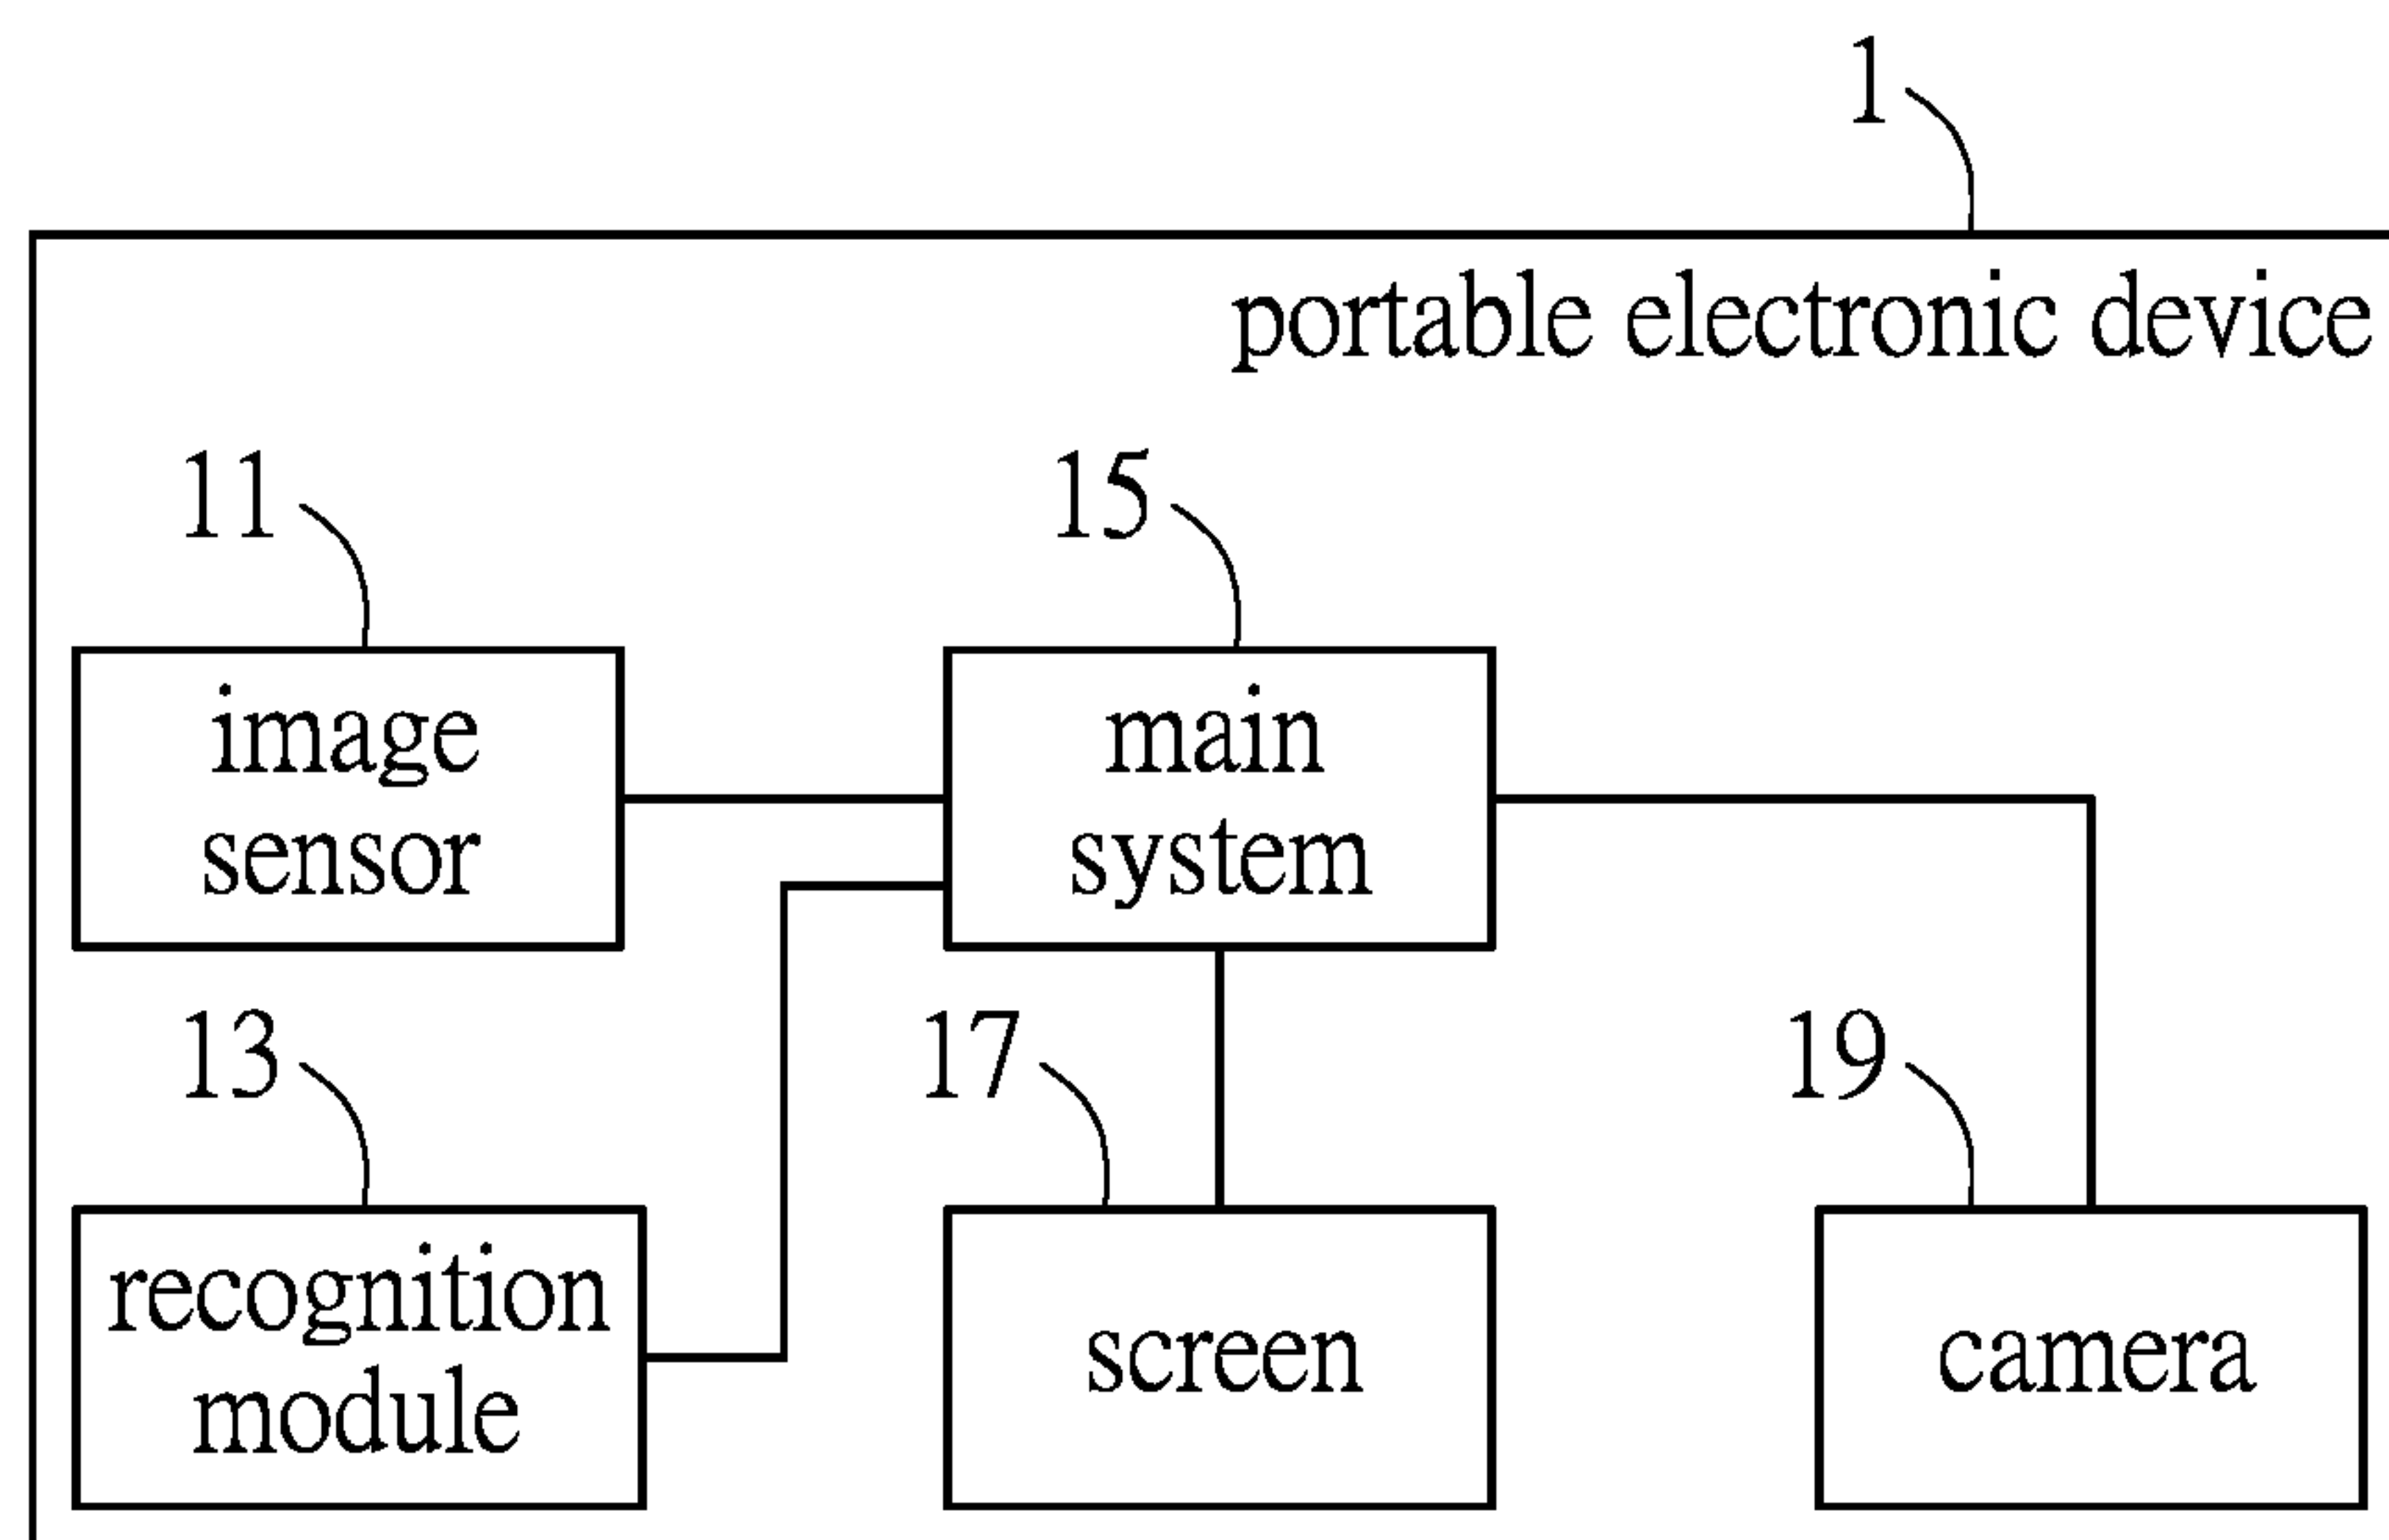 1
portable electronic device
11
15
image
sensor
main
system
13
17
19
recognition
module
screen
camera